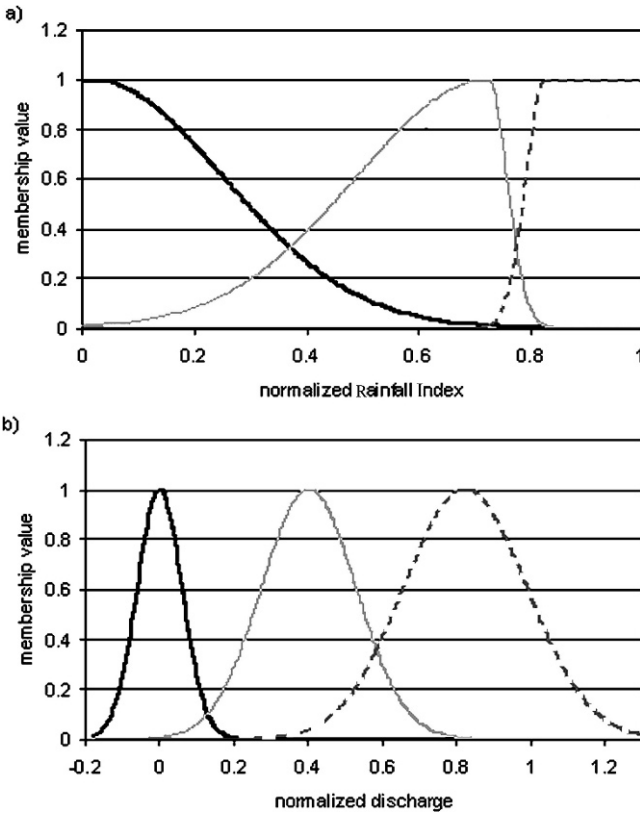 a)
1.2
1
0.8
0.6
0.4
0.2
0
membership value
0 0.2 0.4 0.6 0.8 1
normalized Rainfall Index
b)
1.2
1
0.8
0.6
0.4
0.2
0
membership value
-0.2 0 0.2 0.4 0.6 0.8 1 1.2
normalized discharge